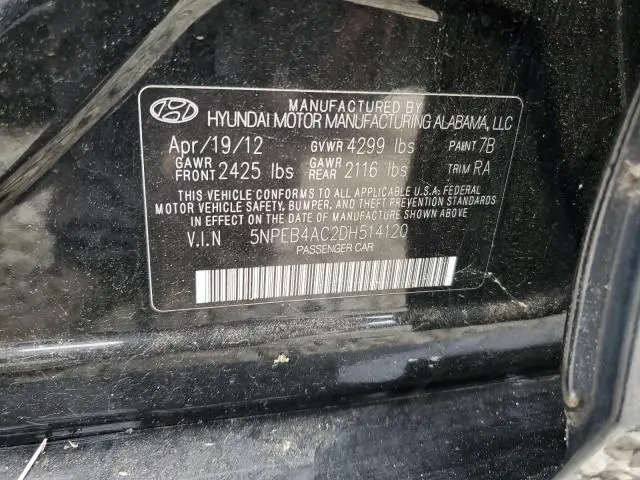 MANUFACTURED BY
HYUNDAI MOTOR MANUFACTURING ALABAMA, LLC
Apr/19/12 GVWR 4299 lbs PAINT 7B
GAWR FRONT 2425 lbs GAWR REAR 2116 lbs TRIM RA
THIS VEHICLE CONFORMS TO ALL APPLICABLE U.S.A. FEDERAL
MOTOR VEHICLE SAFETY, BUMPER, AND THEFT PREVENTION STANDARDS
IN EFFECT ON THE DATE OF MANUFACTURE SHOWN ABOVE.
V.I.N 5NPEB4AC2DH514120
PASSENGER CAR